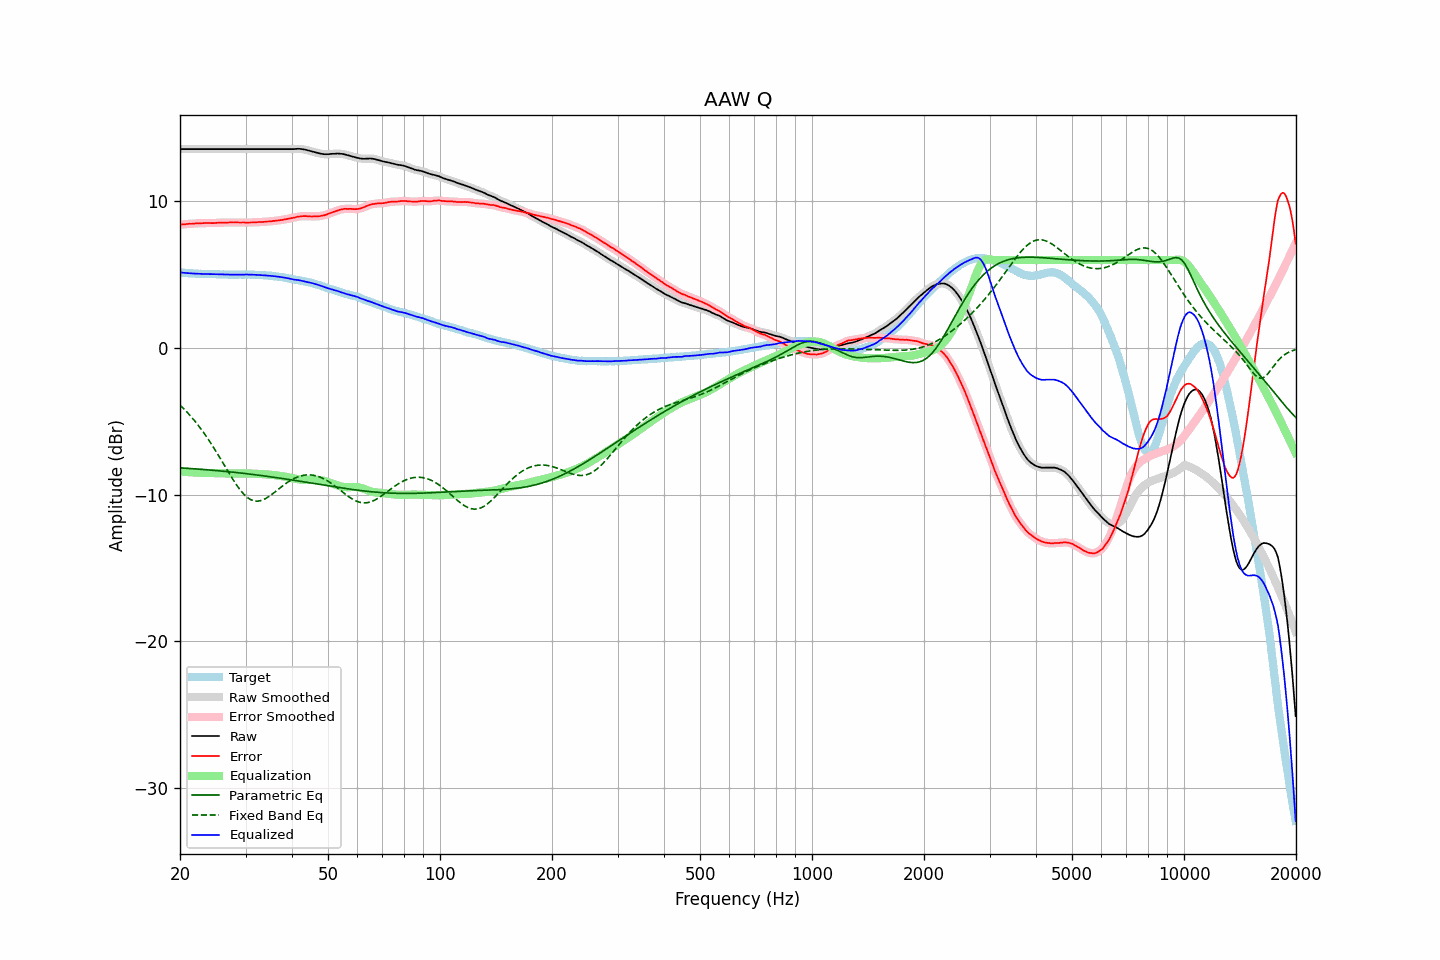 AAW Q
Amplitude (dBr)
10
0
−10
−20
−30
Target
Raw Smoothed
Error Smoothed
Raw
Error
Equalization
Parametric Eq
Fixed Band Eq
Equalized
20 50 100 200 500 1000 2000 5000 10000 20000
Frequency (Hz)